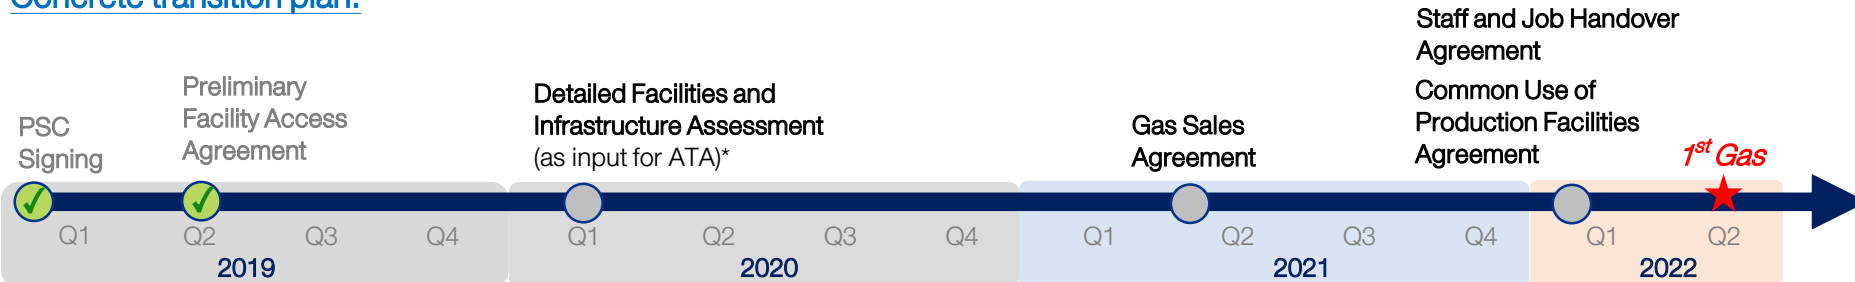 Concrete transition plan:
PSC
Signing
Preliminary
Facility Access
Agreement
Detailed Facilities and
Infrastructure Assessment
(as input for ATA)*
Gas Sales
Agreement
Staff and Job Handover
Agreement
Common Use of
Production Facilities
Agreement
1st Gas
Q1 Q2 Q3 Q4 Q1 Q2 Q3 Q4 Q1 Q2 Q3 Q4 Q1 Q2
2019 2020 2021 2022